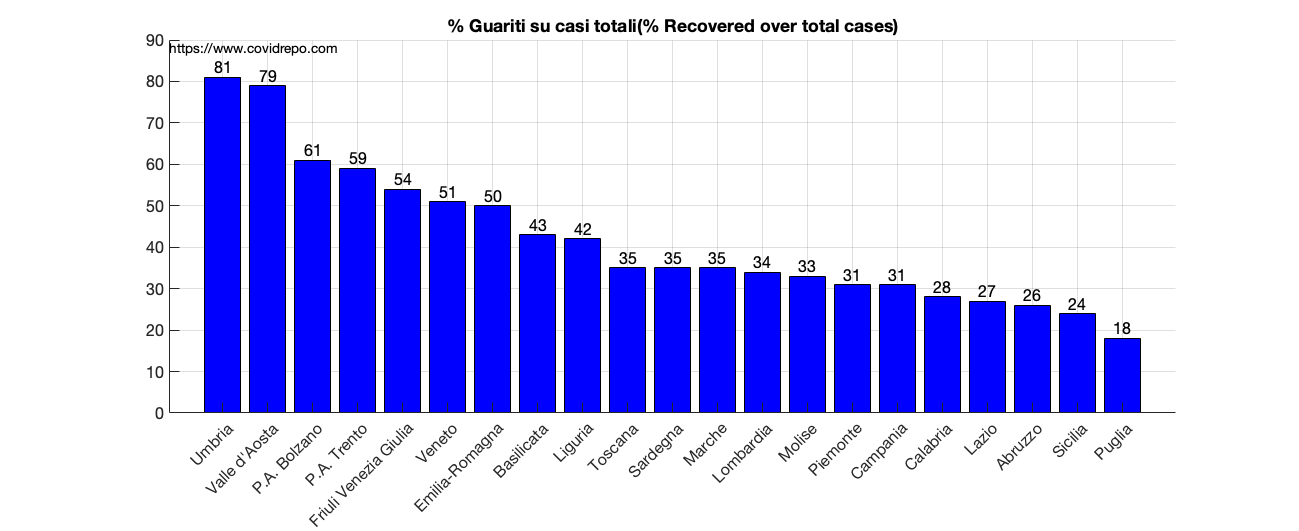 % Guariti su casi totali(% Recovered over total cases)
https://www.covidrepo.com
90
80
70
60
50
40
30
20
10
0
81
79
61
59
54
51
50
43
42
35
35
35
34
33
31
31
28
27
26
24
18
Umbria
Valle d'Aosta
P.A. Bolzano
P.A. Trento
Friuli Venezia Giulia
Veneto
Emilia-Romagna
Basilicata
Liguria
Toscana
Sardegna
Marche
Lombardia
Molise
Piemonte
Campania
Calabria
Lazio
Abruzzo
Sicilia
Puglia